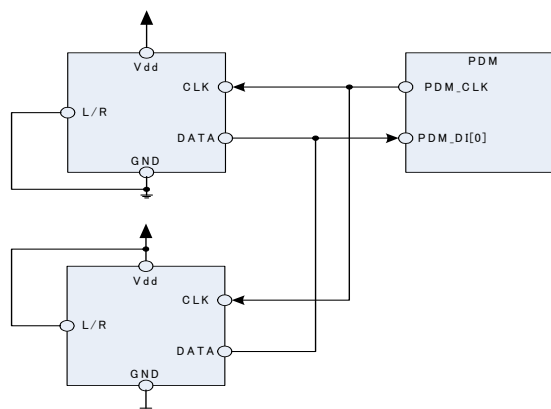 Vdd
CLK
L/R
DATA
GND
PDM
PDM_CLK
PDM_DI[0]
Vdd
CLK
L/R
DATA
GND